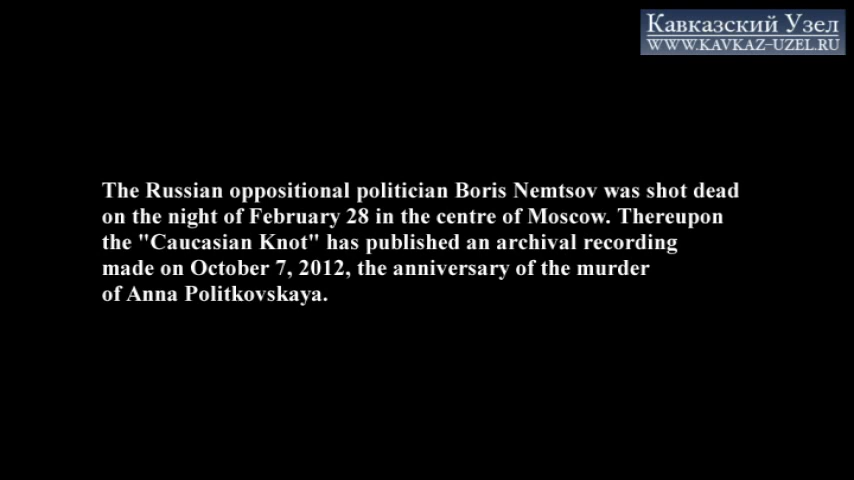 Кавказский Узел
WWW.KAVKAZ-UZEL.RU
The Russian oppositional politician Boris Nemtsov was shot dead
on the night of February 28 in the centre of Moscow. Thereupon
the "Caucasian Knot" has published an archival recording
made on October 7, 2012, the anniversary of the murder
of Anna Politkovskaya.